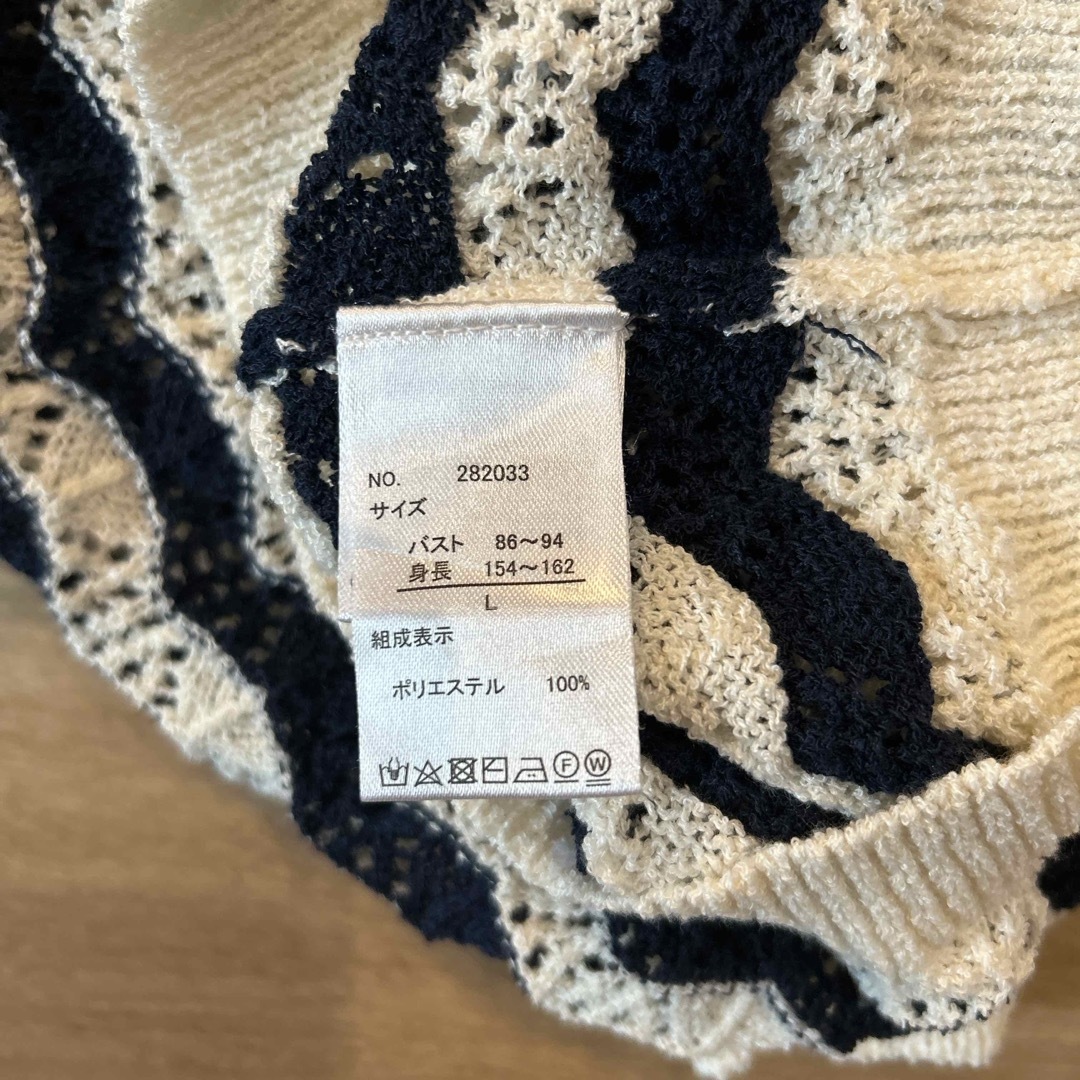 NO. 282033
サイズ
バスト 86～94
身長 154～162
L
組成表示
ポリエステル 100%
F W